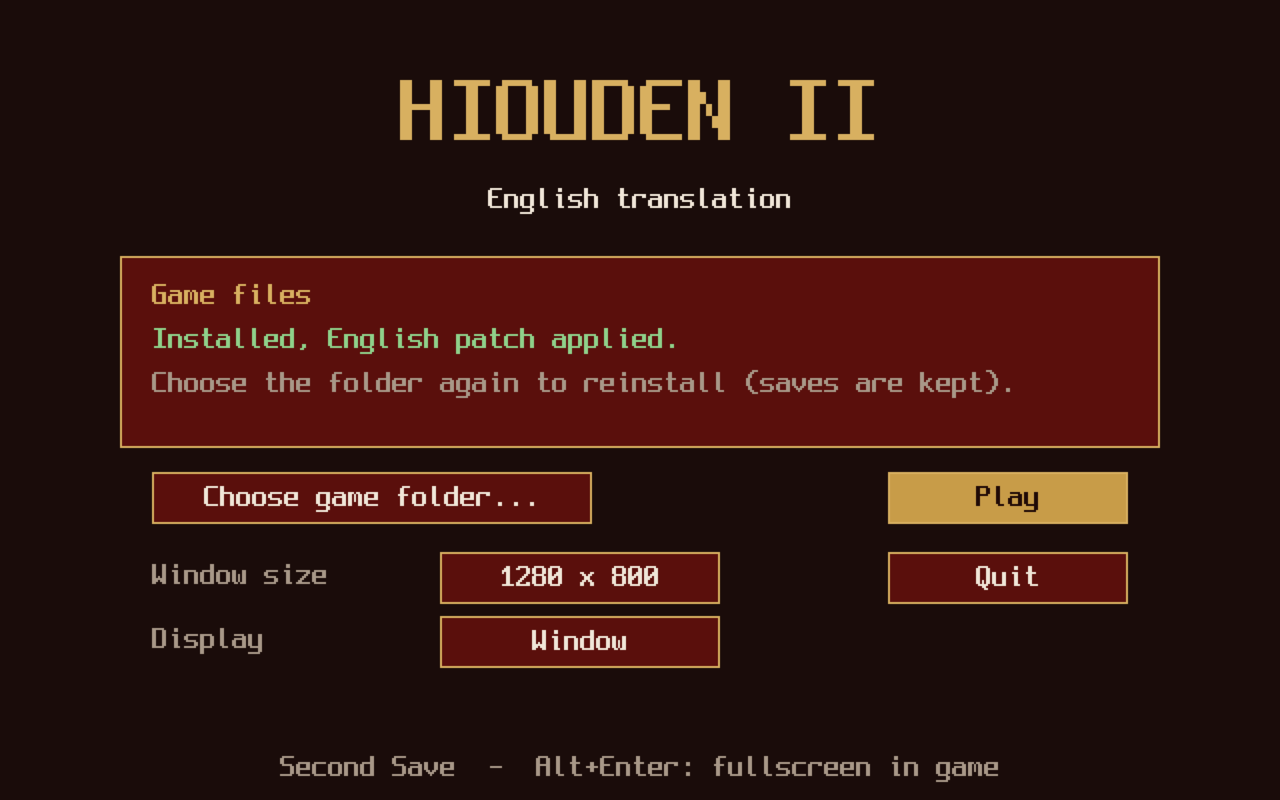 HIOUDEN II
English translation
Game files
Installed, English patch applied.
Choose the folder again to reinstall (saves are kept).
Choose game folder...
Play
Window size
1280 x 800
Quit
Display
Window
Second Save - Alt+Enter: fullscreen in game